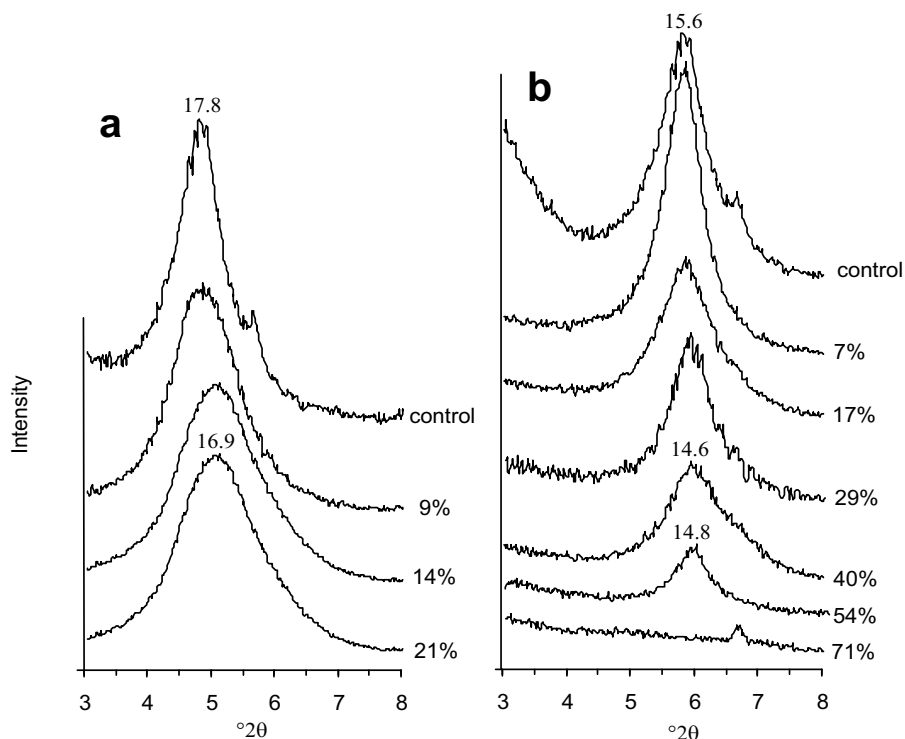 a
17.8
control
9%
14%
16.9
21%
Intensity
3 4 5 6 7 8
°2θ
b
15.6
control
7%
17%
29%
14.6
40%
14.8
54%
71%
3 4 5 6 7 8
°2θ